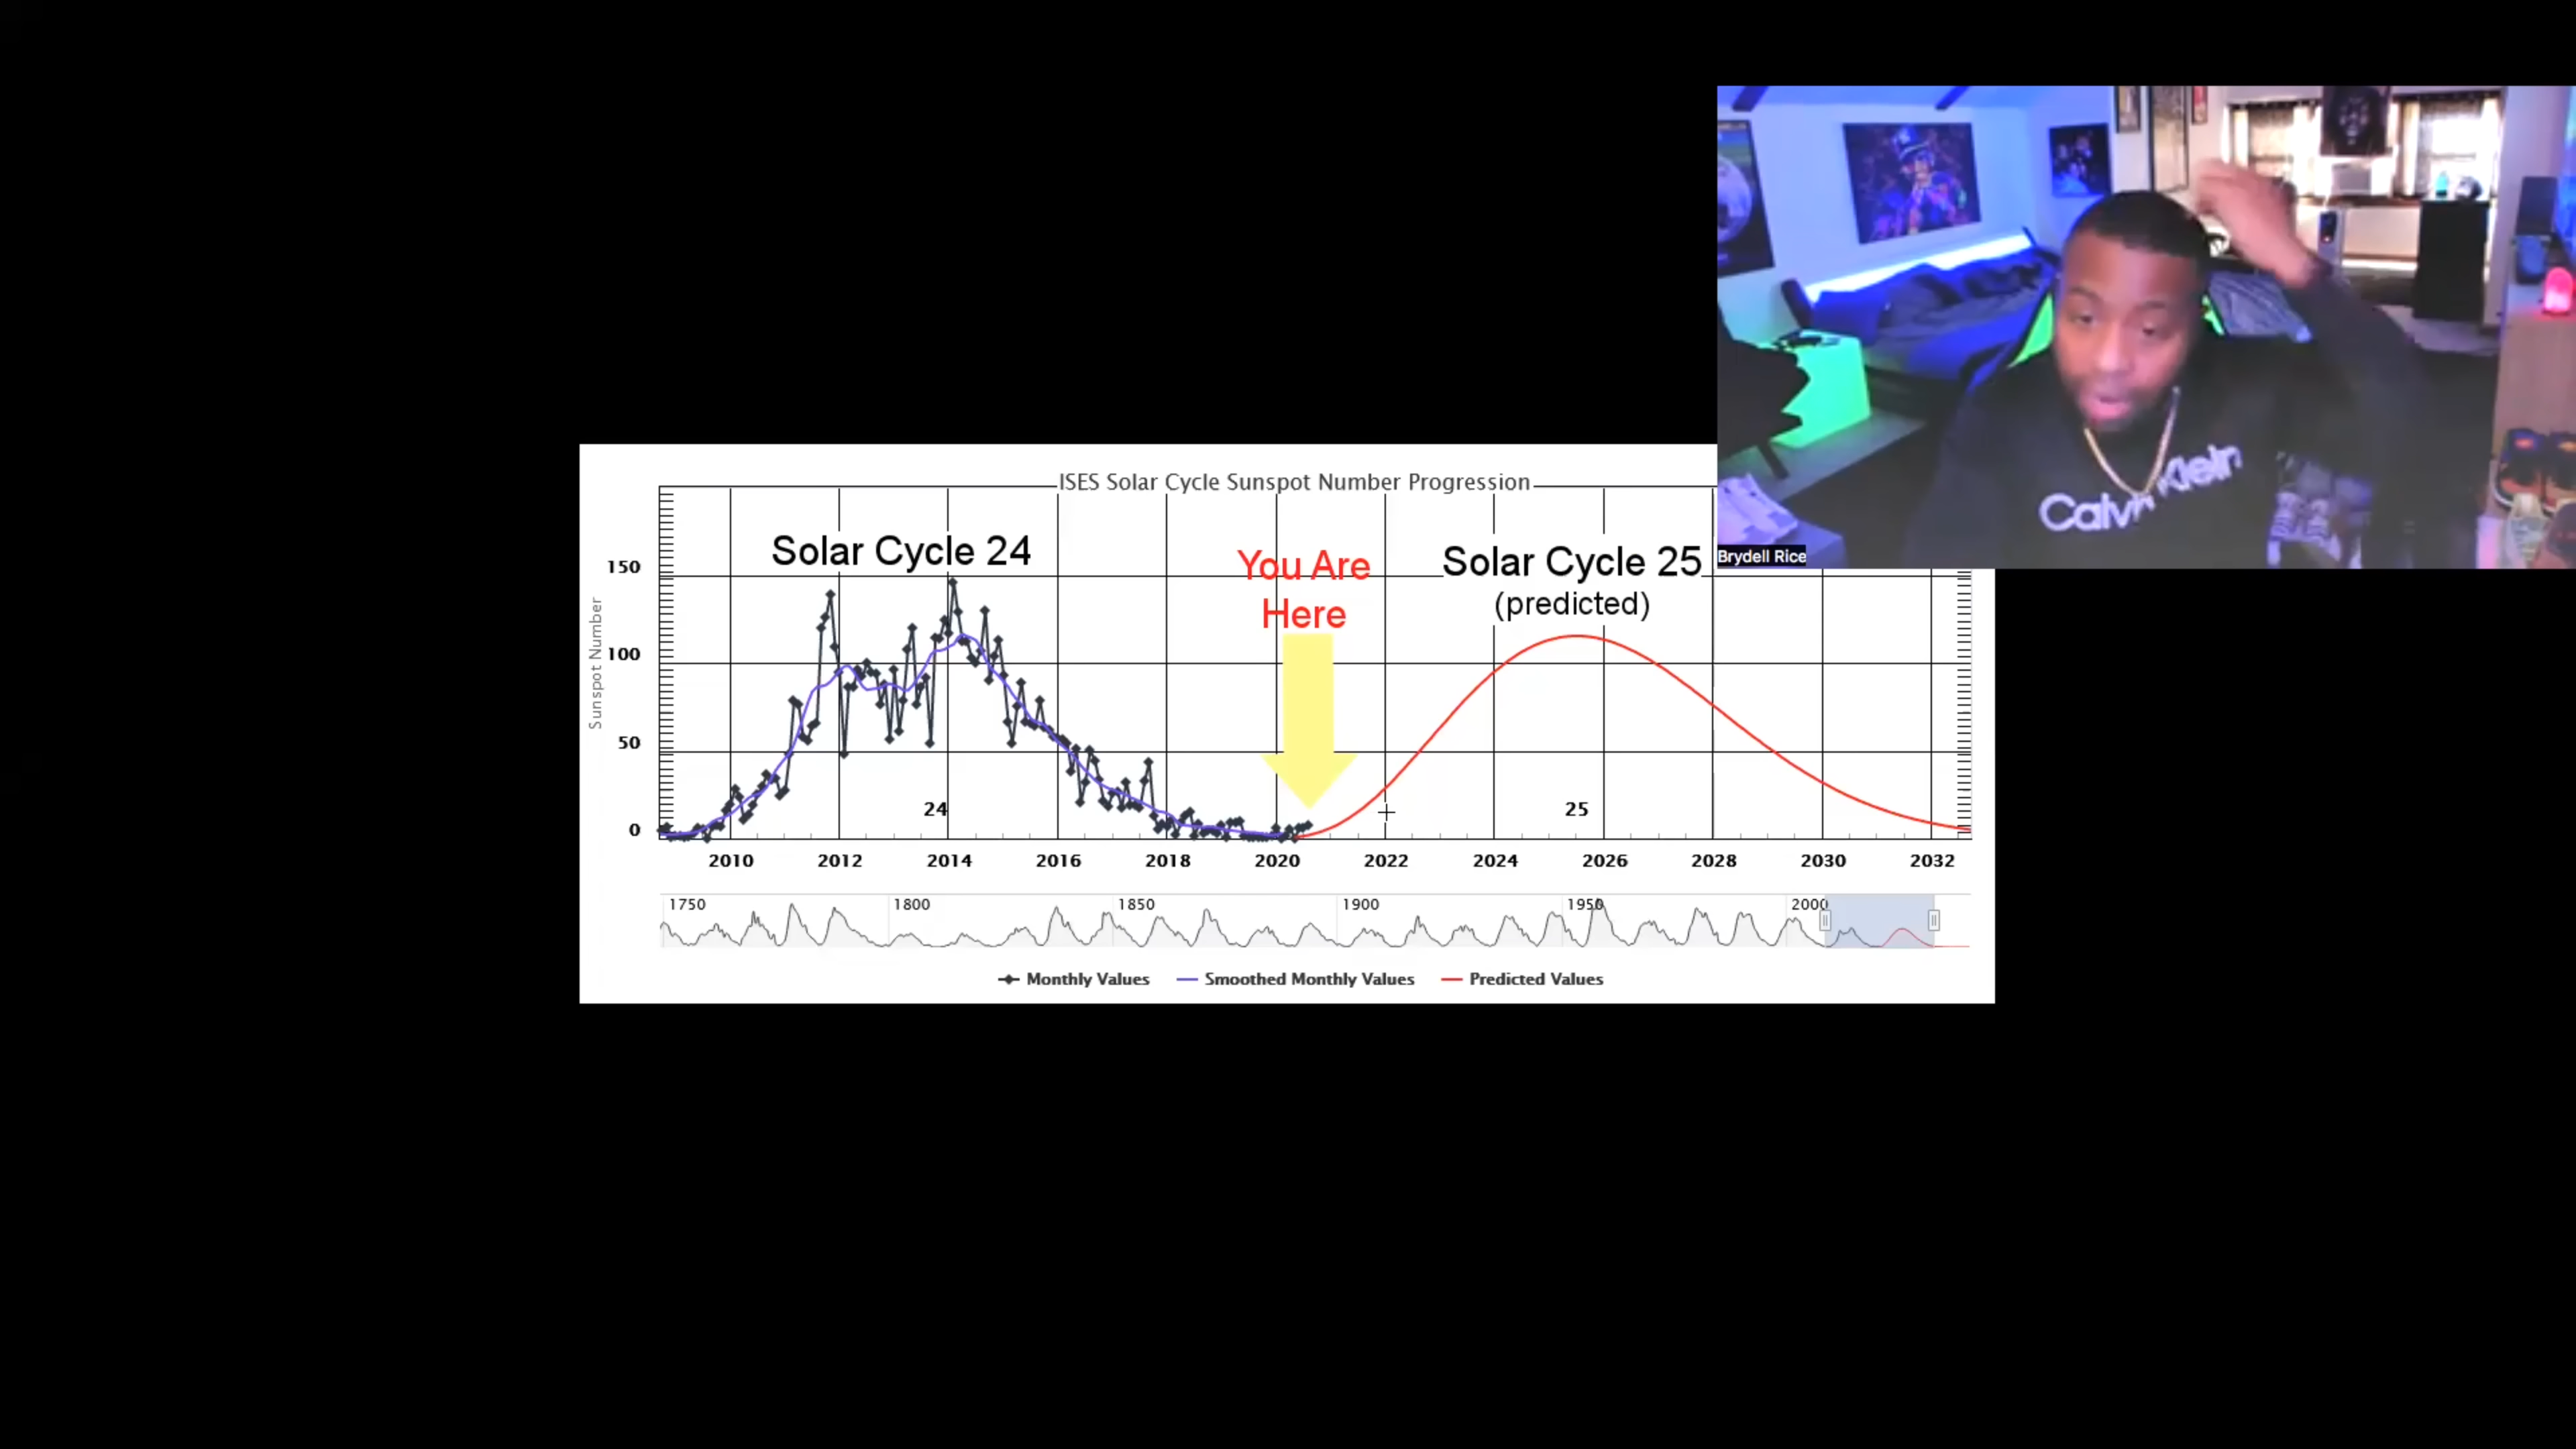 ISES Solar Cycle Sunspot Number Progression
Solar Cycle 24
You Are
Here
Solar Cycle 25
(predicted)
Sunspot Number
150
100
50
0
24
25
2010 2012 2014 2016 2018 2020 2022 2024 2026 2028 2030 2032
1750 1800 1850 1900 1950 2000
Monthly Values Smoothed Monthly Values Predicted Values
Calvin Klein
Brydell Rice